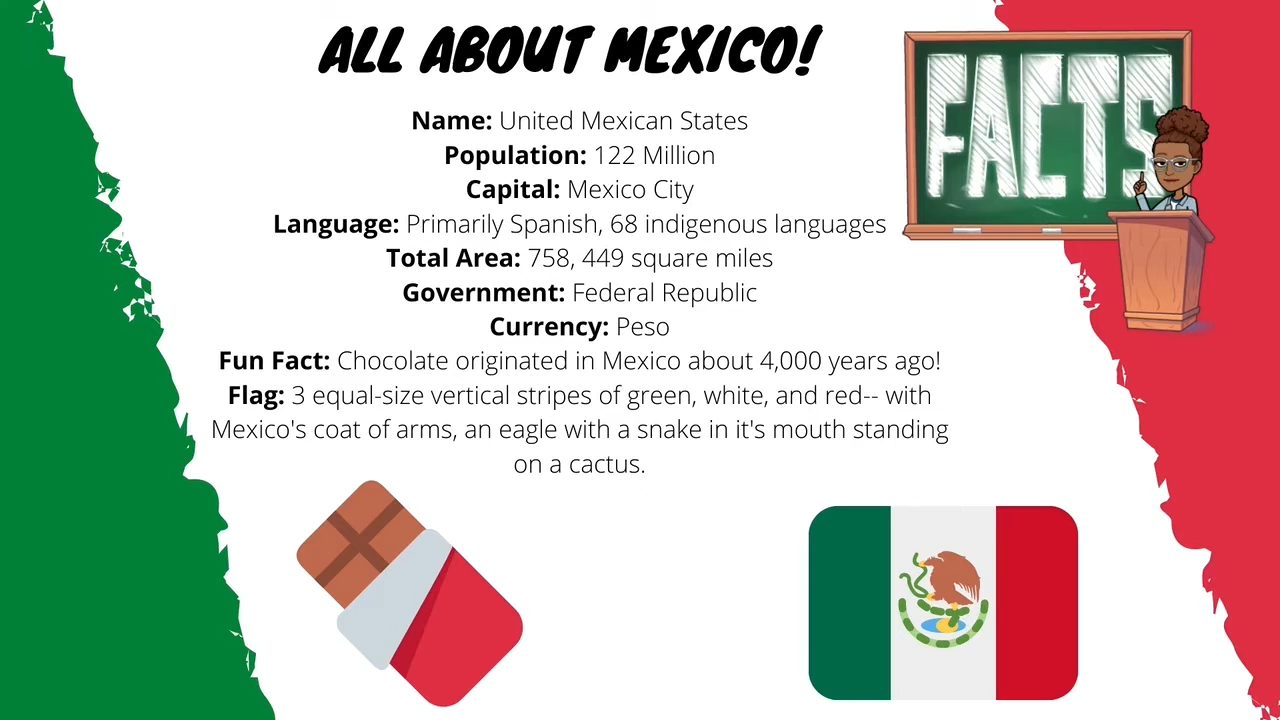 ALL ABOUT MEXICO!
FACTS
Name: United Mexican States
Population: 122 Million
Capital: Mexico City
Language: Primarily Spanish, 68 indigenous languages
Total Area: 758, 449 square miles
Government: Federal Republic
Currency: Peso
Fun Fact: Chocolate originated in Mexico about 4,000 years ago!
Flag: 3 equal-size vertical stripes of green, white, and red-- with
Mexico's coat of arms, an eagle with a snake in it's mouth standing
on a cactus.